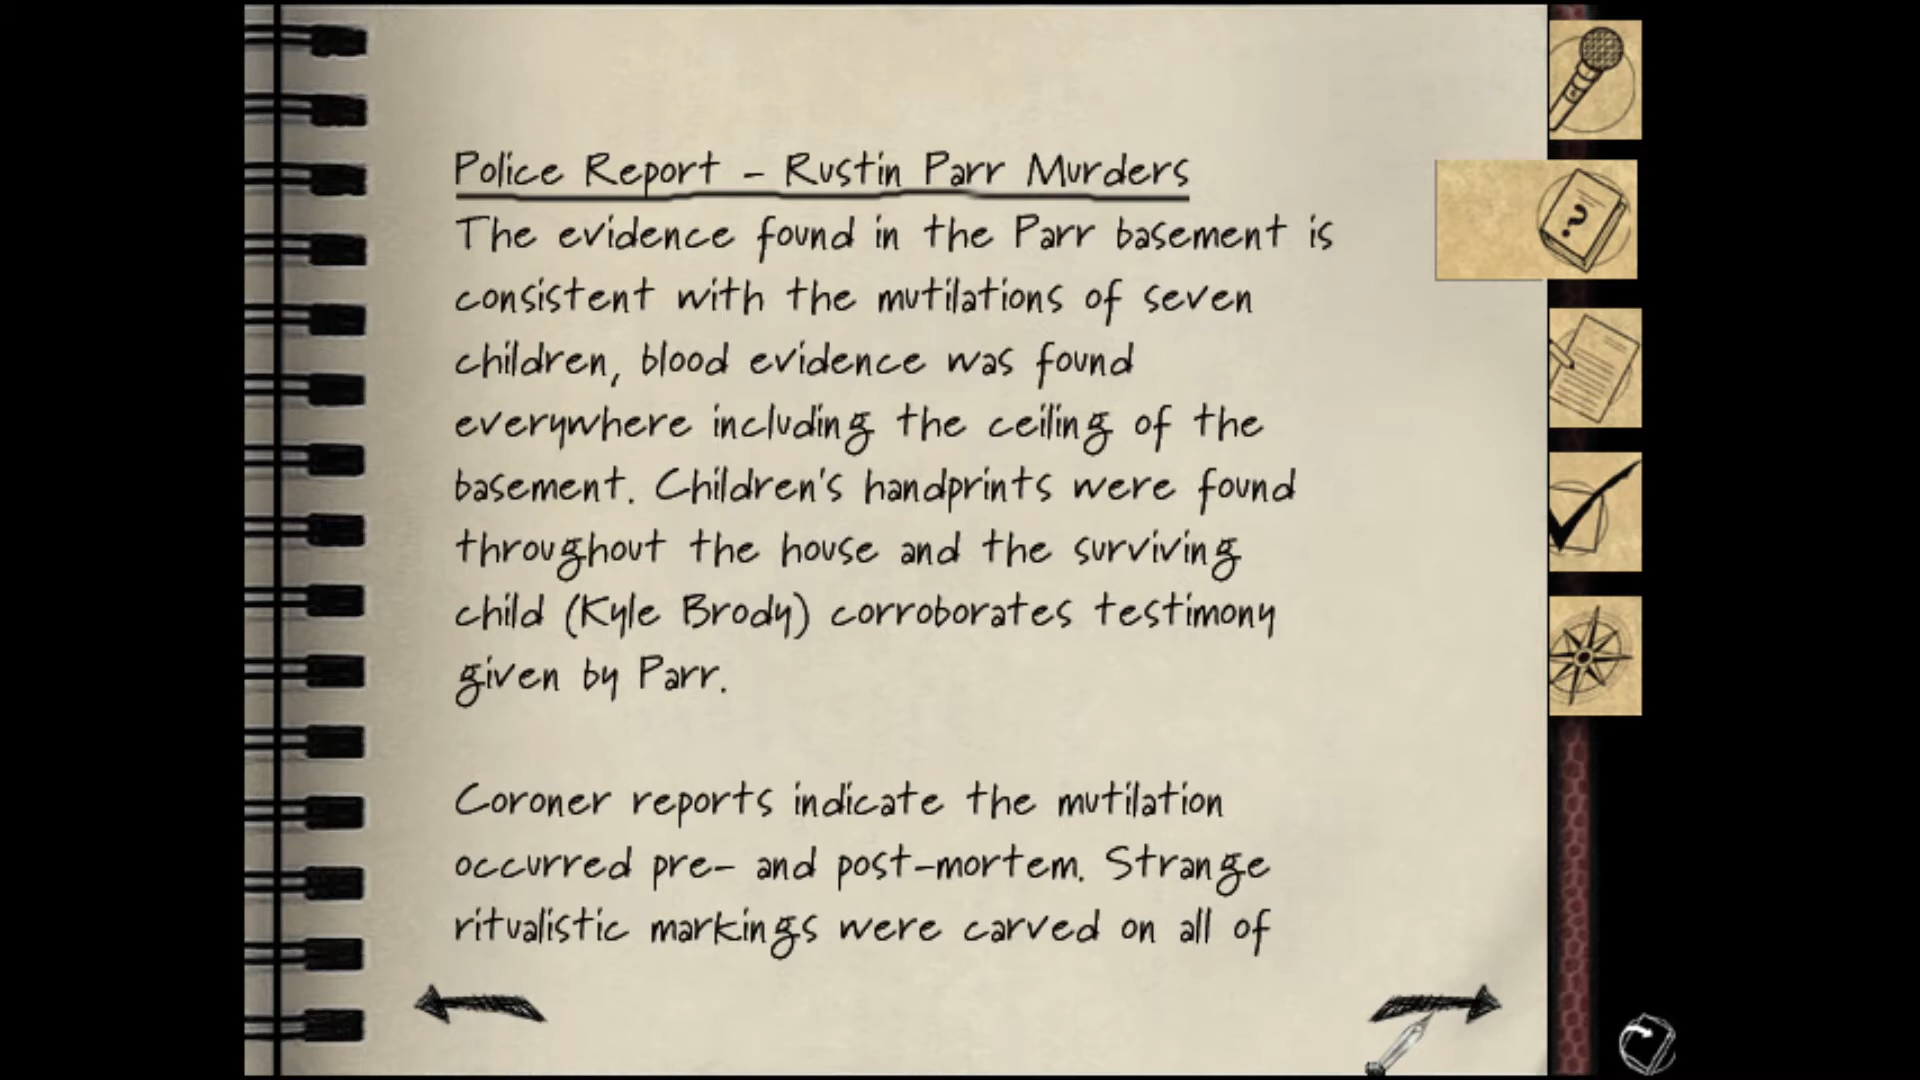 Police Report - Rustin Parr Murders
The evidence found in the Parr basement is
consistent with the mutilations of seven
children, blood evidence was found
everywhere including the ceiling of the
basement. Children's handprints were found
throughout the house and the surviving
child (Kyle Brody) corroborates testimony
given by Parr.
Coroner reports indicate the mutilation
occurred pre- and post-mortem. Strange
ritualistic markings were carved on all of
?